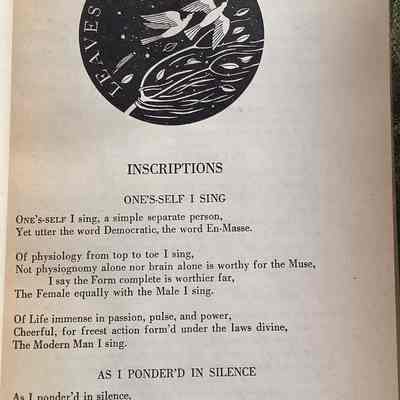 LEAVES
INSCRIPTIONS
ONE'S-SELF I SING
ONE'S-SELF I sing, a simple separate person,
Yet utter the word Democratic, the word En-Masse.
Of physiology from top to toe I sing,
Not physiognomy alone nor brain alone is worthy for the Muse,
I say the Form complete is worthier far,
The Female equally with the Male I sing.
Of Life immense in passion, pulse, and power,
Cheerful, for freest action form'd under the laws divine,
The Modern Man I sing.
AS I PONDER'D IN SILENCE
As I ponder'd in silence,